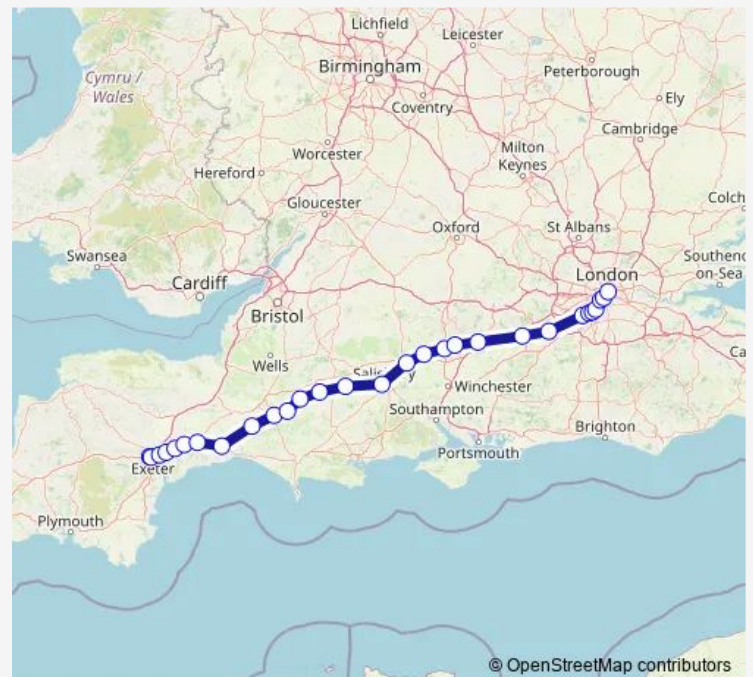 Lichfield
Leicester
Birmingham
Peterborough
Cymru /
Wales
Coventry
Ely
Cambridge
Worcester
Milton
Keynes
Hereford
Gloucester
Colch
Oxford
St Albans
Swansea
Southend
on-Sea
Cardiff
London
Bristol
Wells
Winchester
Southampton
Brighton
Portsmouth
Exeter
Plymouth
© OpenStreetMap contributors